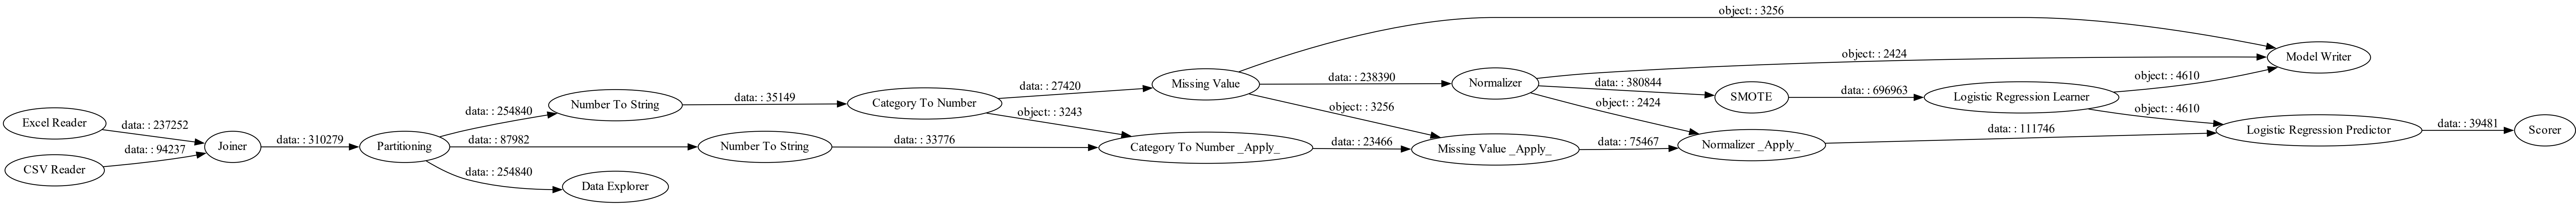 Excel Reader
CSV Reader
data: : 237252
data: : 94237
Joiner
data: : 310279
Partitioning
data: : 254840
data: : 87982
data: : 254840
Number To String
Number To String
Data Explorer
data: : 35149
data: : 33776
Category To Number
data: : 27420
object: : 3243
Category To Number _Apply_
Missing Value
object: : 3256
data: : 238390
object: : 3256
data: : 23466
Missing Value _Apply_
Normalizer
object: : 2424
data: : 380844
object: : 2424
data: : 75467
Normalizer _Apply_
SMOTE
data: : 696963
data: : 111746
Logistic Regression Learner
object: : 4610
object: : 4610
Model Writer
Logistic Regression Predictor
data: : 39481
Scorer